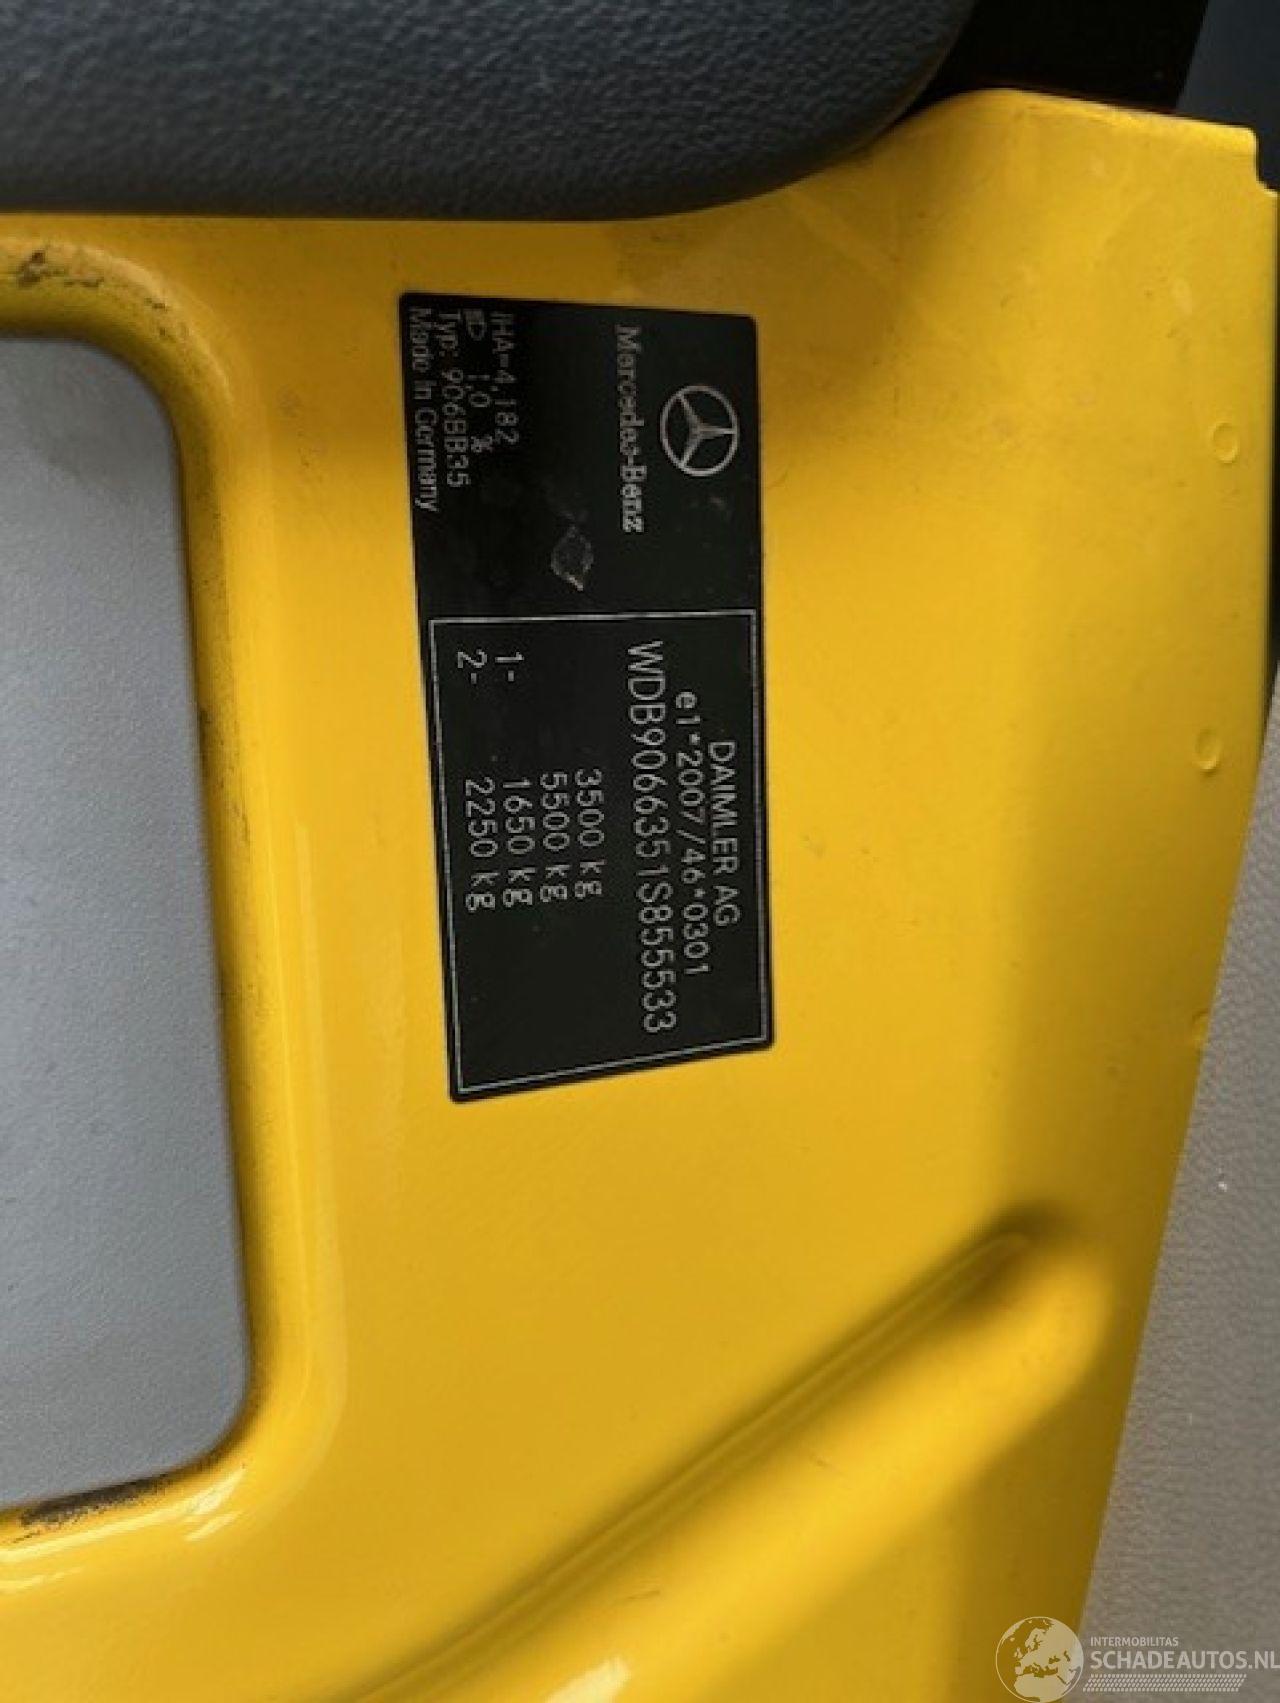 Mercedes-Benz
IHA=4,182
1,0 %
Typ: 906BB35
Made in Germany
DAIMLER AG
e1*2007/46*0301
WDB9066351S855533
3500 kg
5500 kg
1- 1650 kg
2- 2250 kg
INTERMOBILITAS
SCHADEAUTOS.NL